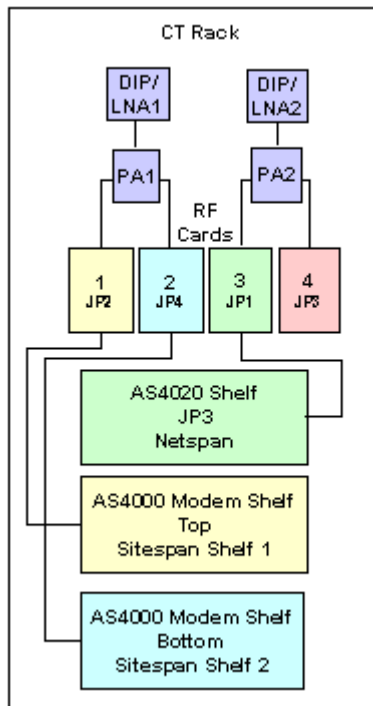 CT Rack
DIP/
LNA1
DIP/
LNA2
PA1
PA2
RF
Cards
1
JP2
2
JP4
3
JP1
4
JP3
AS4020 Shelf
JP3
Netspan
AS4000 Modem Shelf
Top
Sitespan Shelf 1
AS4000 Modem Shelf
Bottom
Sitespan Shelf 2